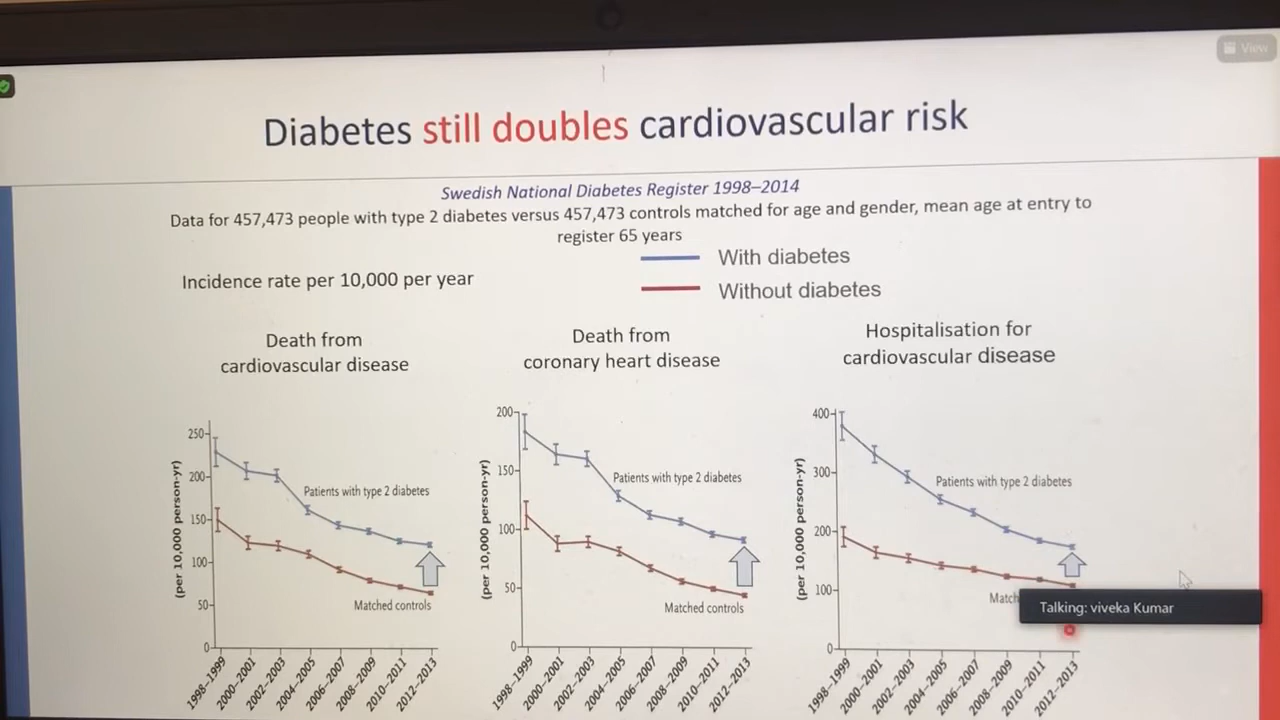 View
Diabetes still doubles cardiovascular risk
Swedish National Diabetes Register 1998–2014
Data for 457,473 people with type 2 diabetes versus 457,473 controls matched for age and gender, mean age at entry to
register 65 years
With diabetes
Incidence rate per 10,000 per year
Without diabetes
Death from
cardiovascular disease
Death from
coronary heart disease
Hospitalisation for
cardiovascular disease
(per 10,000 person-yr)
250
200
150
100
50
0
Patients with type 2 diabetes
Matched controls
1998–1999
2000–2001
2002–2003
2004–2005
2006–2007
2008–2009
2010–2011
2012–2013
(per 10,000 person-yr)
200
150
100
50
0
Patients with type 2 diabetes
Matched controls
1998–1999
2000–2001
2002–2003
2004–2005
2006–2007
2008–2009
2010–2011
2012–2013
(per 10,000 person-yr)
400
300
200
100
0
Patients with type 2 diabetes
Match
Talking: viveka Kumar
1998–1999
2000–2001
2002–2003
2004–2005
2006–2007
2008–2009
2010–2011
2012–2013